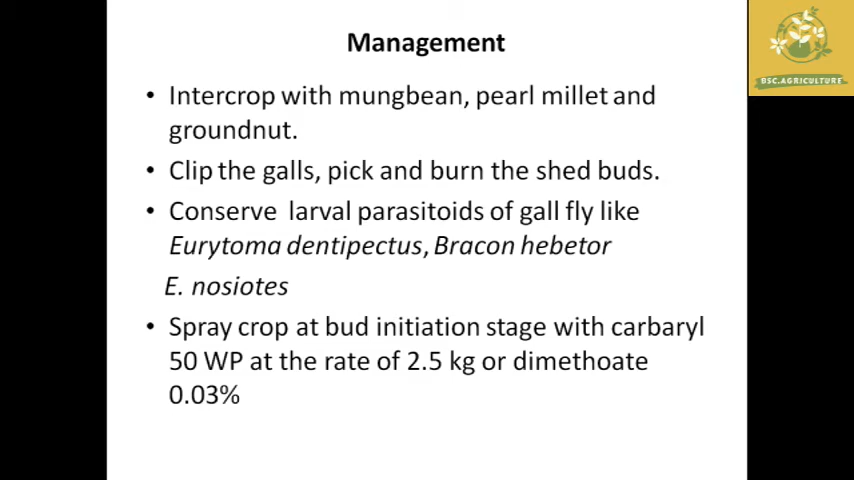 Management
BSC.AGRICULTURE
• Intercrop with mungbean, pearl millet and
groundnut.
• Clip the galls, pick and burn the shed buds.
• Conserve larval parasitoids of gall fly like
Eurytoma dentipectus, Bracon hebetor
E. nosiotes
• Spray crop at bud initiation stage with carbaryl
50 WP at the rate of 2.5 kg or dimethoate
0.03%